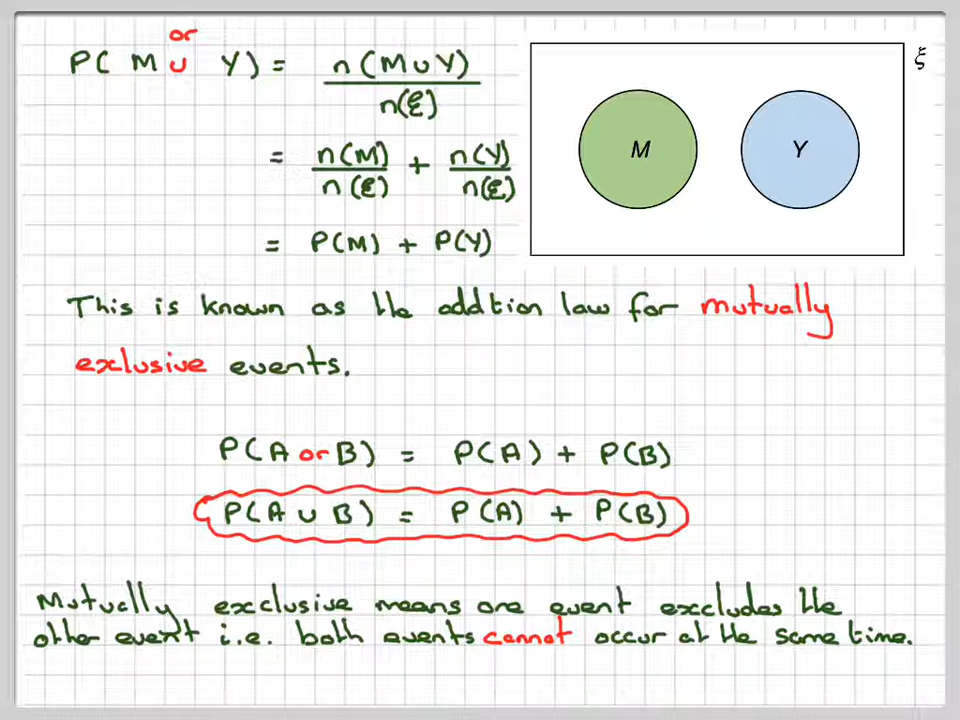 or
P( M ∪ Y) = n(M∪Y) / n(ξ)
ξ
= n(M) / n(ξ) + n(Y) / n(ξ)
M Y
= P(M) + P(Y)
This is known as the addtion law for mutually
exclusive events.
P(A or B) = P(A) + P(B)
P(A ∪ B) = P(A) + P(B)
Mutually exclusive means one event excludes the
other event i.e. both events cannot occur at the same time.